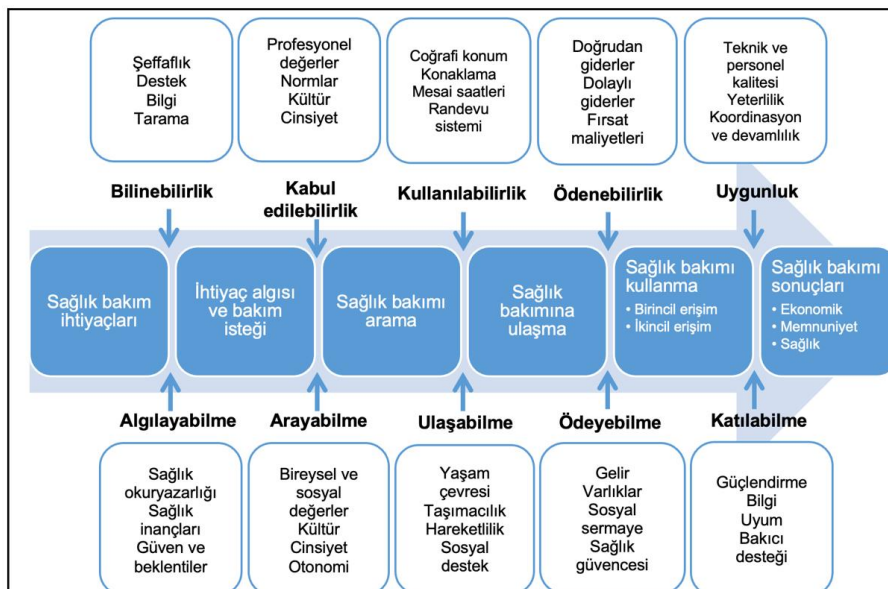 Şeffaflık
Destek
Bilgi
Tarama
Profesyonel
değerler
Normlar
Kültür
Cinsiyet
Coğrafi konum
Konaklama
Mesai saatleri
Randevu
sistemi
Doğrudan
giderler
Dolaylı
giderler
Fırsat
maliyetleri
Teknik ve
personel
kalitesi
Yeterlilik
Koordinasyon
ve devamlılık
Bilinebilirlik
Kabul
edilebilirlik
Kullanılabilirlik
Ödenebilirlik
Uygunluk
Sağlık bakım
ihtiyaçları
İhtiyaç algısı
ve bakım
isteği
Sağlık bakımı
arama
Sağlık
bakımına
ulaşma
Sağlık bakımı
kullanma
• Birincil erişim
• İkincil erişim
Sağlık bakımı
sonuçları
• Ekonomik
• Memnuniyet
• Sağlık
Algılayabilme
Arayabilme
Ulaşabilme
Ödeyebilme
Katılabilme
Sağlık
okuryazarlığı
Sağlık
inançları
Güven ve
beklentiler
Bireysel ve
sosyal
değerler
Kültür
Cinsiyet
Otonomi
Yaşam
çevresi
Taşımacılık
Hareketlilik
Sosyal
destek
Gelir
Varlıklar
Sosyal
sermaye
Sağlık
güvencesi
Güçlendirme
Bilgi
Uyum
Bakıcı
desteği